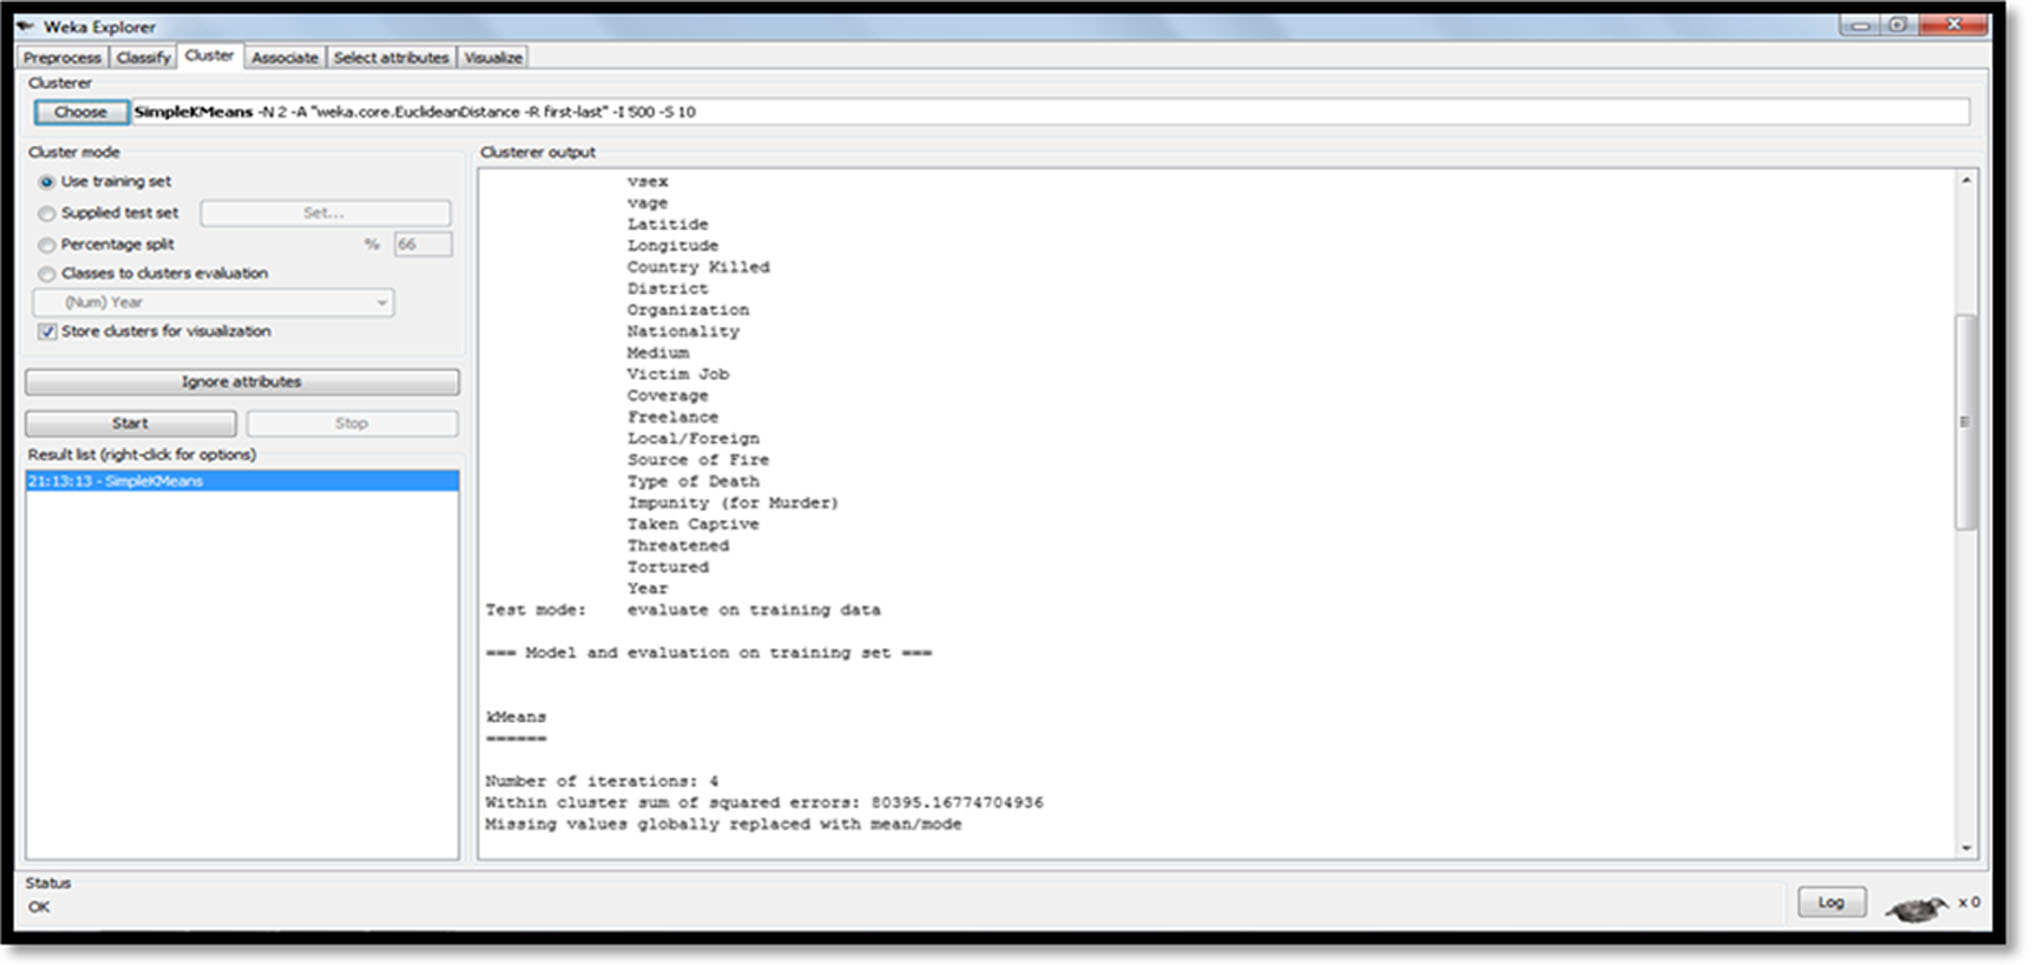 Weka Explorer
Preprocess Classify Cluster Associate Select attributes Visualize
Clusterer
Choose SimpleKMeans -N 2 -A "weka.core.EuclideanDistance -R first-last" -I 500 -S 10
Cluster mode
Use training set
Supplied test set Set...
Percentage split % 66
Classes to clusters evaluation
(Num) Year
Store clusters for visualization
Ignore attributes
Start Stop
Result list (right-click for options)
21:13:13 - SimpleKMeans
Clusterer output
vsex
vage
Latitide
Longitude
Country Killed
District
Organization
Nationality
Medium
Victim Job
Coverage
Freelance
Local/Foreign
Source of Fire
Type of Death
Impunity (for Murder)
Taken Captive
Threatened
Tortured
Year
Test mode: evaluate on training data
=== Model and evaluation on training set ===
kMeans
======
Number of iterations: 4
Within cluster sum of squared errors: 80395.16774704936
Missing values globally replaced with mean/mode
Status
OK
Log x 0